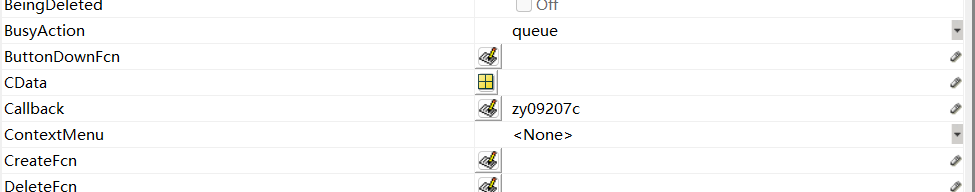 BeingDeleted Off
BusyAction queue
ButtonDownFcn
CData
Callback zy09207c
ContextMenu <None>
CreateFcn
DeleteFcn